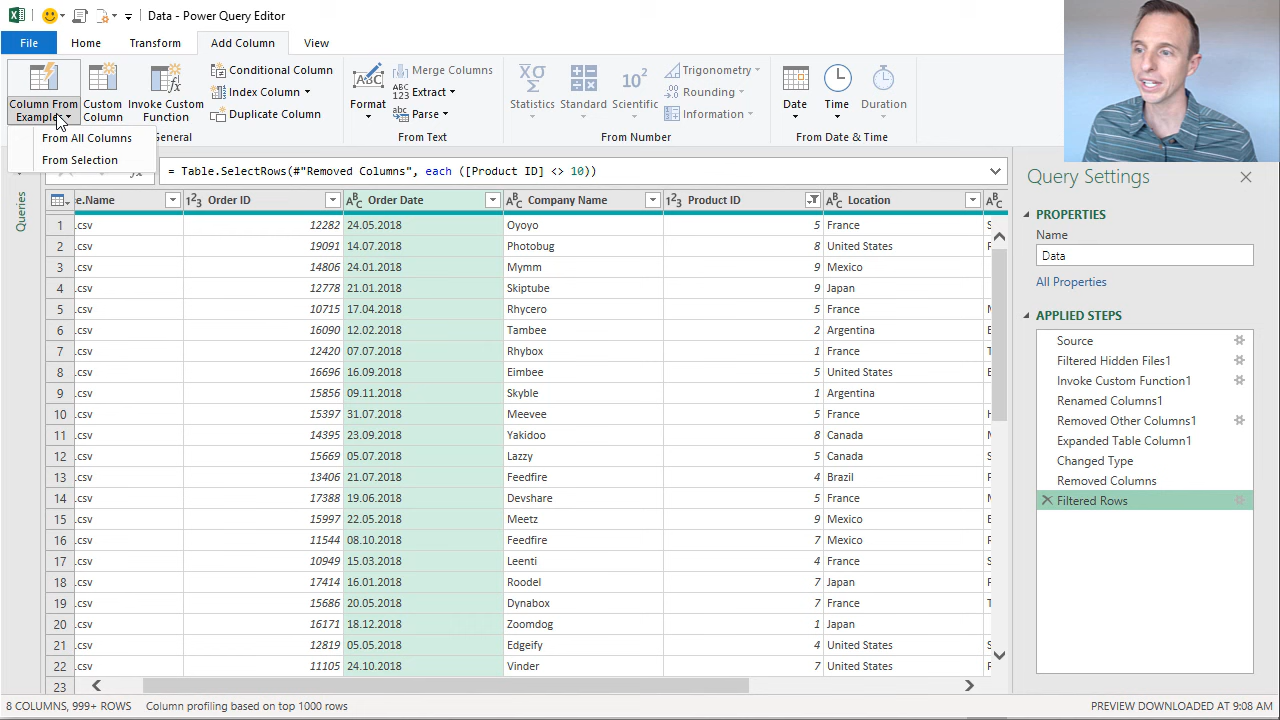 Data - Power Query Editor
File Home Transform Add Column View
Column From Examples
Custom Column
Invoke Custom Function
Conditional Column
Index Column
Duplicate Column
General
From All Columns
From Selection
Format
Merge Columns
Extract
Parse
From Text
Statistics
Standard
Scientific
Trigonometry
Rounding
Information
From Number
Date
Time
Duration
From Date & Time
= Table.SelectRows(#"Removed Columns", each ([Product ID] <> 10))
Queries
e.Name Order ID Order Date Company Name Product ID Location
1 .csv 12282 24.05.2018 Oyoyo 5 France
2 .csv 19091 14.07.2018 Photobug 8 United States
3 .csv 14806 24.01.2018 Mymm 9 Mexico
4 .csv 12778 21.01.2018 Skiptube 9 Japan
5 .csv 10715 17.04.2018 Rhycero 5 France
6 .csv 16090 12.02.2018 Tambee 2 Argentina
7 .csv 12420 07.07.2018 Rhybox 1 France
8 .csv 16696 16.09.2018 Eimbee 5 United States
9 .csv 15856 09.11.2018 Skyble 1 Argentina
10 .csv 15397 31.07.2018 Meevee 5 France
11 .csv 14395 23.09.2018 Yakidoo 8 Canada
12 .csv 15669 05.07.2018 Lazzy 5 Canada
13 .csv 13406 21.07.2018 Feedfire 4 Brazil
14 .csv 17388 19.06.2018 Devshare 5 France
15 .csv 15997 22.05.2018 Meetz 9 Mexico
16 .csv 11544 08.10.2018 Feedfire 7 Mexico
17 .csv 10949 15.03.2018 Leenti 4 France
18 .csv 17414 16.01.2018 Roodel 7 Japan
19 .csv 15686 20.05.2018 Dynabox 7 France
20 .csv 16171 18.12.2018 Zoomdog 1 Japan
21 .csv 12819 05.05.2018 Edgeify 4 United States
22 .csv 11105 24.10.2018 Vinder 7 United States
23
Query Settings
PROPERTIES
Name
Data
All Properties
APPLIED STEPS
Source
Filtered Hidden Files1
Invoke Custom Function1
Renamed Columns1
Removed Other Columns1
Expanded Table Column1
Changed Type
Removed Columns
Filtered Rows
8 COLUMNS, 999+ ROWS Column profiling based on top 1000 rows PREVIEW DOWNLOADED AT 9:08 AM